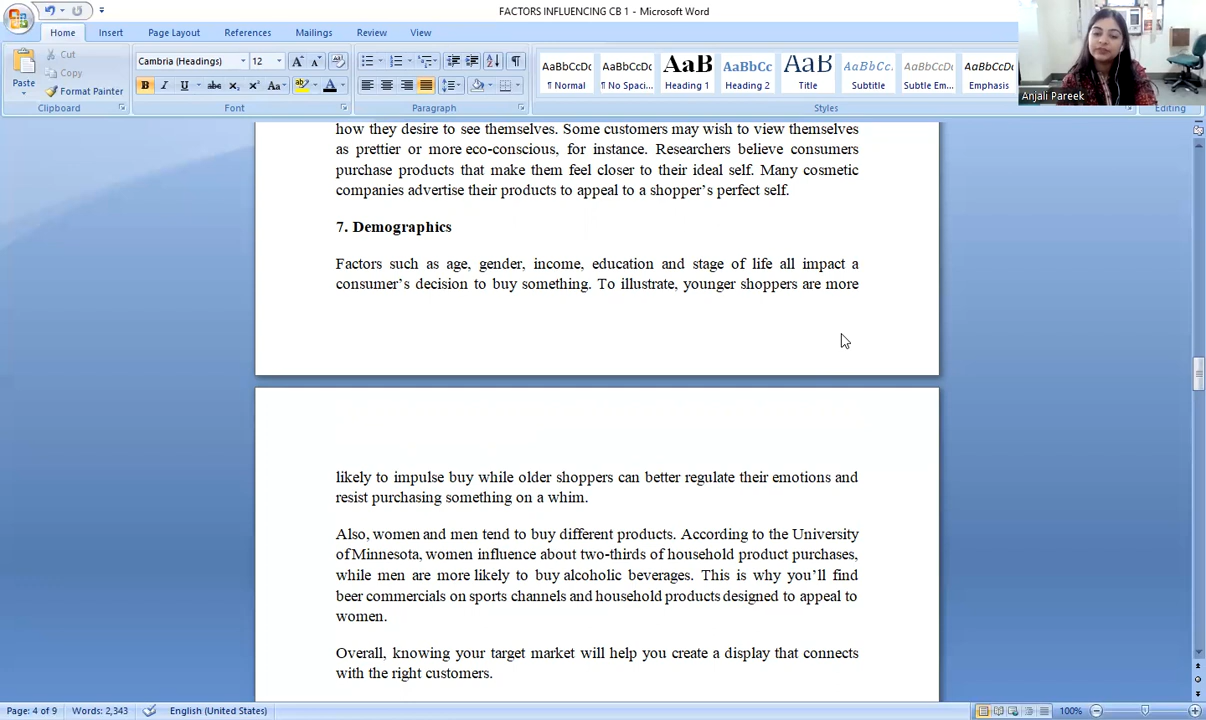 FACTORS INFLUENCING CB 1 - Microsoft Word
Home Insert Page Layout References Mailings Review View
Cut
Copy
Paste
Format Painter
Clipboard
Cambria (Headings) 12
Font
Paragraph
AaBbCcDc AaBbCcDc AaB AaBbCc AaB AaBbCc AaBbCcDc AaBbCcDc
¶ Normal ¶ No Spaci... Heading 1 Heading 2 Title Subtitle Subtle Em... Emphasis
Styles
Editing
Anjali Pareek
how they desire to see themselves. Some customers may wish to view themselves
as prettier or more eco-conscious, for instance. Researchers believe consumers
purchase products that make them feel closer to their ideal self. Many cosmetic
companies advertise their products to appeal to a shopper's perfect self.
7. Demographics
Factors such as age, gender, income, education and stage of life all impact a
consumer's decision to buy something. To illustrate, younger shoppers are more
likely to impulse buy while older shoppers can better regulate their emotions and
resist purchasing something on a whim.
Also, women and men tend to buy different products. According to the University
of Minnesota, women influence about two-thirds of household product purchases,
while men are more likely to buy alcoholic beverages. This is why you'll find
beer commercials on sports channels and household products designed to appeal to
women.
Overall, knowing your target market will help you create a display that connects
with the right customers.
Page: 4 of 9 Words: 2,343 English (United States) 100%